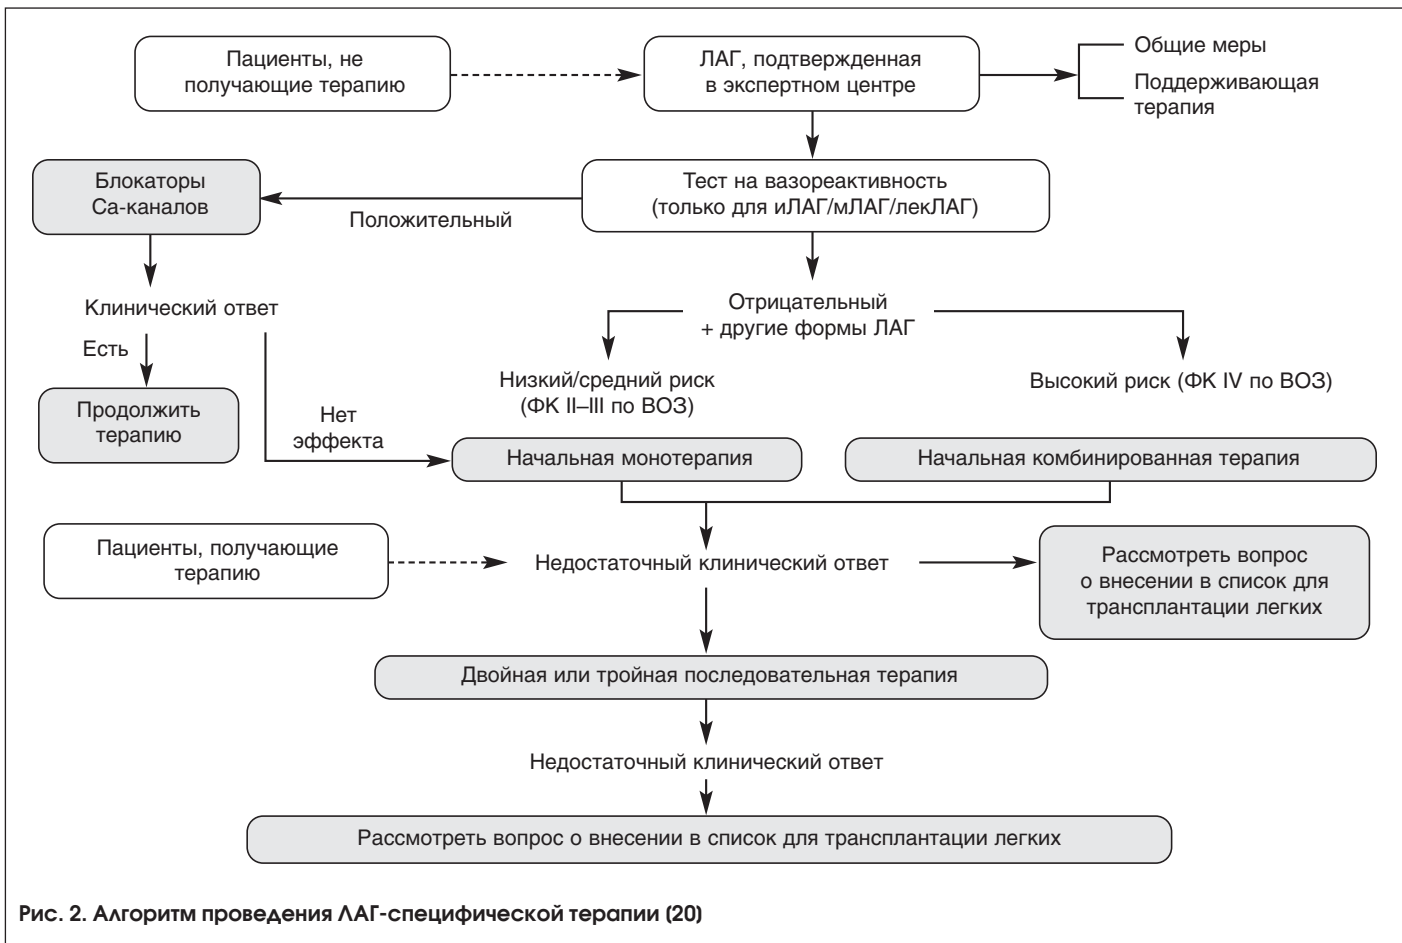 Пациенты, не
получающие терапию
ЛАГ, подтвержденная
в экспертном центре
Общие меры
Поддерживающая
терапия
Блокаторы
Са-каналов
Положительный
Тест на вазореактивность
(только для иЛАГ/мЛАГ/лекЛАГ)
Клинический ответ
Отрицательный
+ другие формы ЛАГ
Есть
Продолжить
терапию
Нет
эффекта
Низкий/средний риск
(ФК II–III по ВОЗ)
Высокий риск (ФК IV по ВОЗ)
Начальная монотерапия
Начальная комбинированная терапия
Пациенты, получающие
терапию
Недостаточный клинический ответ
Рассмотреть вопрос
о внесении в список для
трансплантации легких
Двойная или тройная последовательная терапия
Недостаточный клинический ответ
Рассмотреть вопрос о внесении в список для трансплантации легких
Рис. 2. Алгоритм проведения ЛАГ-специфической терапии (20)